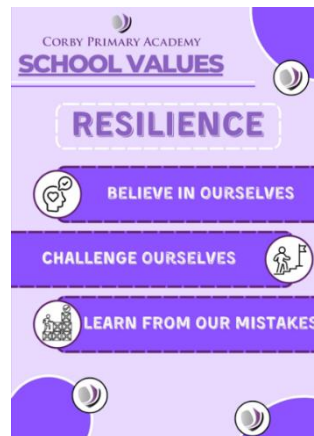 CORBY PRIMARY ACADEMY
SCHOOL VALUES
RESILIENCE
BELIEVE IN OURSELVES
CHALLENGE OURSELVES
LEARN FROM OUR MISTAKES